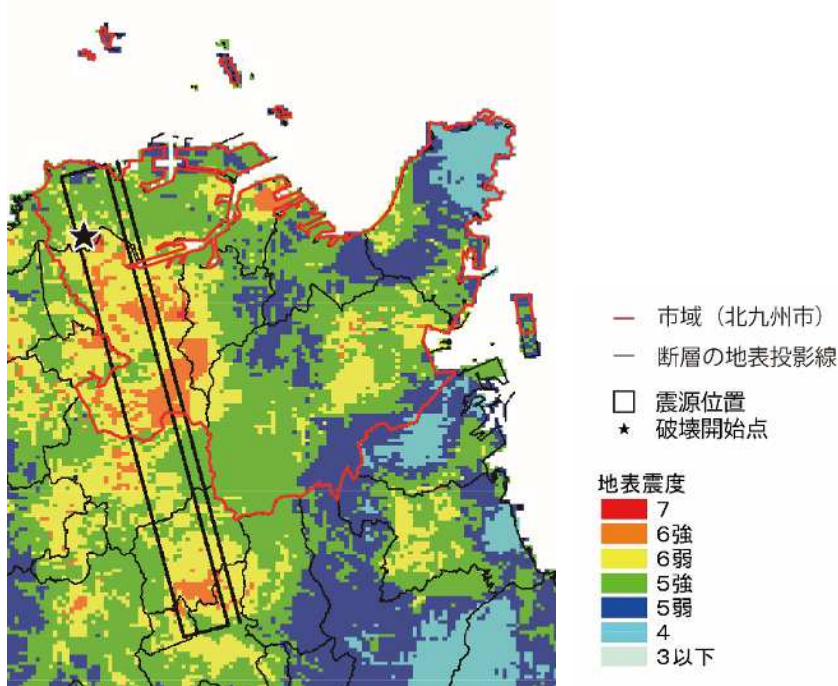 市域（北九州市）
断層の地表投影線
震源位置
破壊開始点
地表震度
7
6強
6弱
5強
5弱
4
3以下